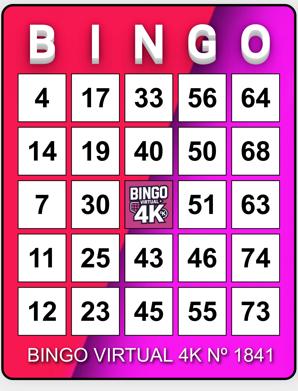 BINGO
4 17 33 56 64
14 19 40 50 68
7 30 BINGO VIRTUAL 4K 51 63
11 25 43 46 74
12 23 45 55 73
BINGO VIRTUAL 4K Nº 1841